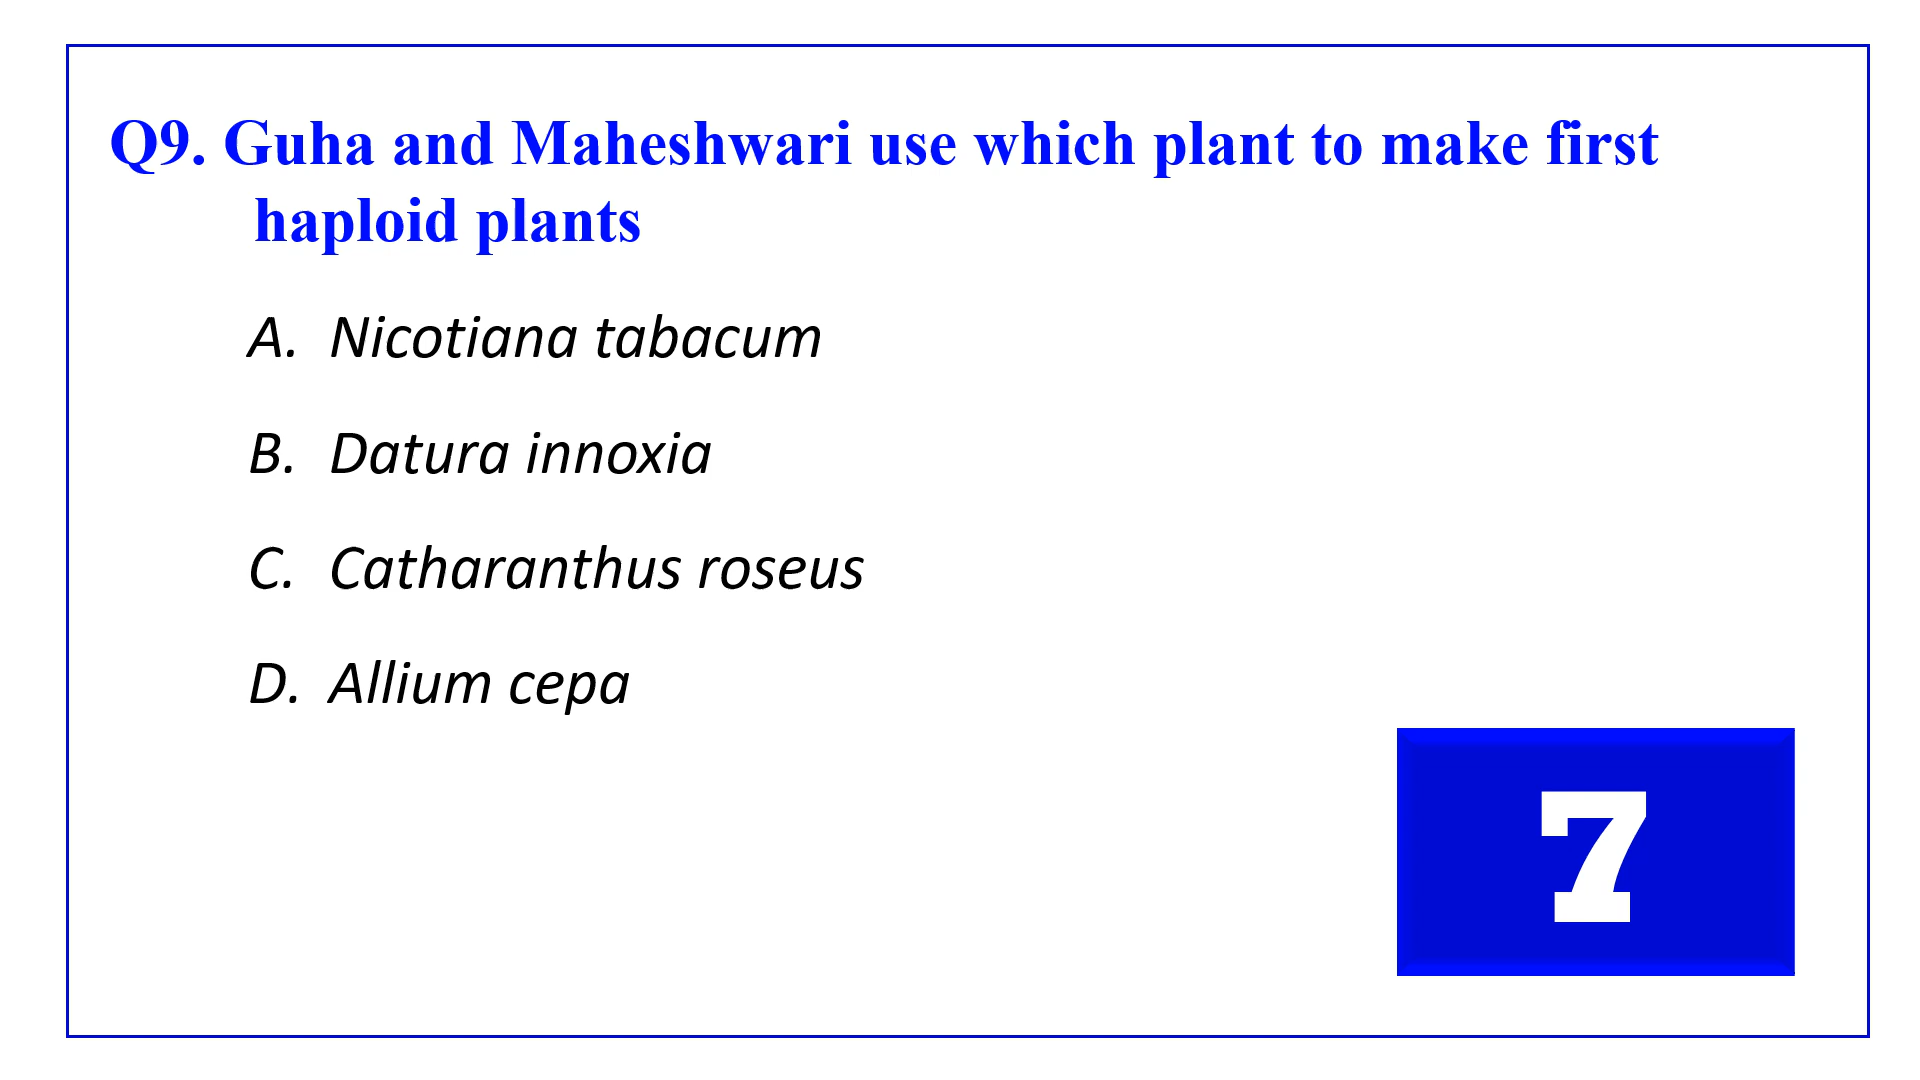 Q9. Guha and Maheshwari use which plant to make first
haploid plants
A. Nicotiana tabacum
B. Datura innoxia
C. Catharanthus roseus
D. Allium cepa
7